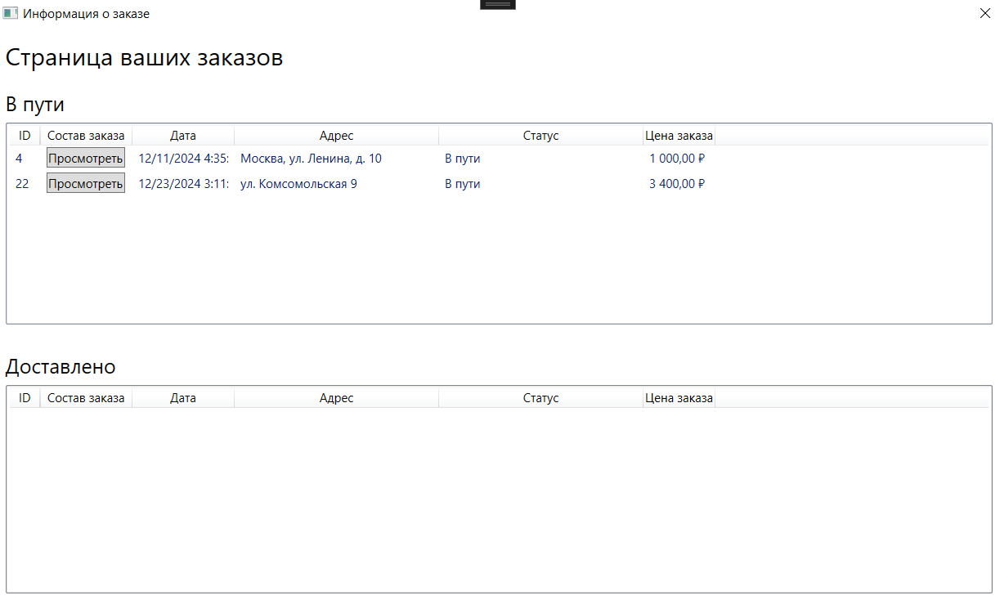 Информация о заказе
Страница ваших заказов
В пути
ID Состав заказа Дата Адрес Статус Цена заказа
4 Просмотреть 12/11/2024 4:35: Москва, ул. Ленина, д. 10 В пути 1 000,00 ₽
22 Просмотреть 12/23/2024 3:11: ул. Комсомольская 9 В пути 3 400,00 ₽
Доставлено
ID Состав заказа Дата Адрес Статус Цена заказа